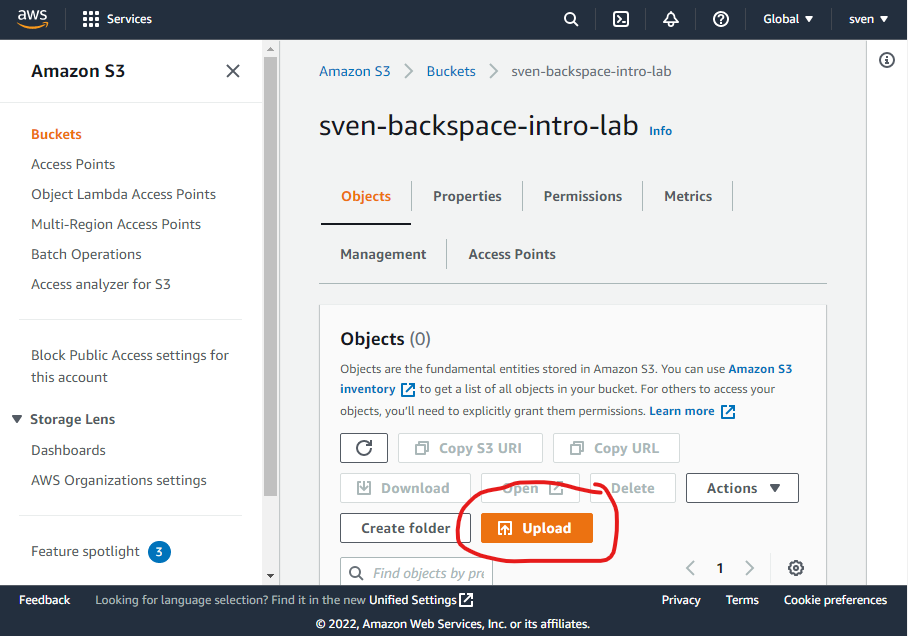 aws Services Global sven
Amazon S3
Buckets
Access Points
Object Lambda Access Points
Multi-Region Access Points
Batch Operations
Access analyzer for S3
Block Public Access settings for
this account
Storage Lens
Dashboards
AWS Organizations settings
Feature spotlight 3
Amazon S3 Buckets sven-backspace-intro-lab
sven-backspace-intro-lab Info
Objects Properties Permissions Metrics
Management Access Points
Objects (0)
Objects are the fundamental entities stored in Amazon S3. You can use Amazon S3
inventory to get a list of all objects in your bucket. For others to access your
objects, you'll need to explicitly grant them permissions. Learn more
Copy S3 URI Copy URL
Download Open Delete Actions
Create folder Upload
Find objects by pre 1
Feedback Looking for language selection? Find it in the new Unified Settings Privacy Terms Cookie preferences
© 2022, Amazon Web Services, Inc. or its affiliates.